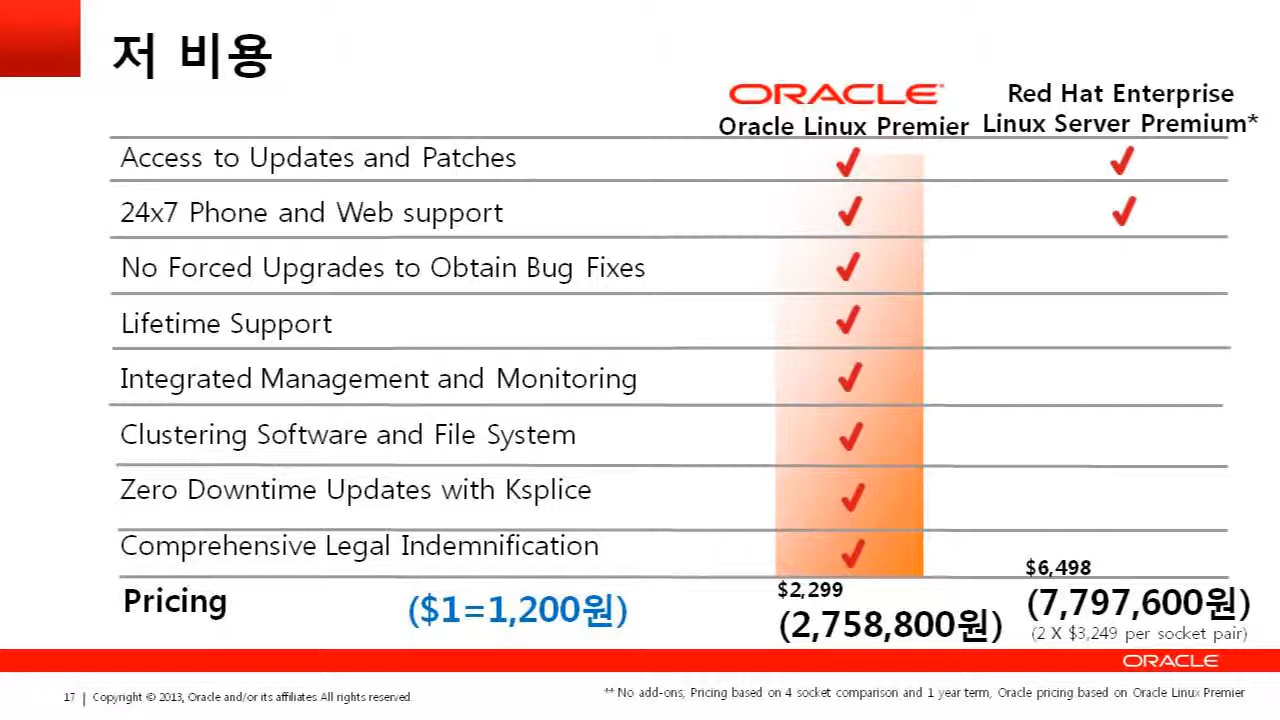 저 비용
ORACLE
Oracle Linux Premier
Red Hat Enterprise
Linux Server Premium*
Access to Updates and Patches
24x7 Phone and Web support
No Forced Upgrades to Obtain Bug Fixes
Lifetime Support
Integrated Management and Monitoring
Clustering Software and File System
Zero Downtime Updates with Ksplice
Comprehensive Legal Indemnification
Pricing
($1=1,200원)
$2,299
(2,758,800원)
$6,498
(7,797,600원)
(2 X $3,249 per socket pair)
ORACLE
17 | Copyright © 2013, Oracle and/or its affiliates All rights reserved.
** No add-ons; Pricing based on 4 socket comparison and 1 year term, Oracle pricing based on Oracle Linux Premier